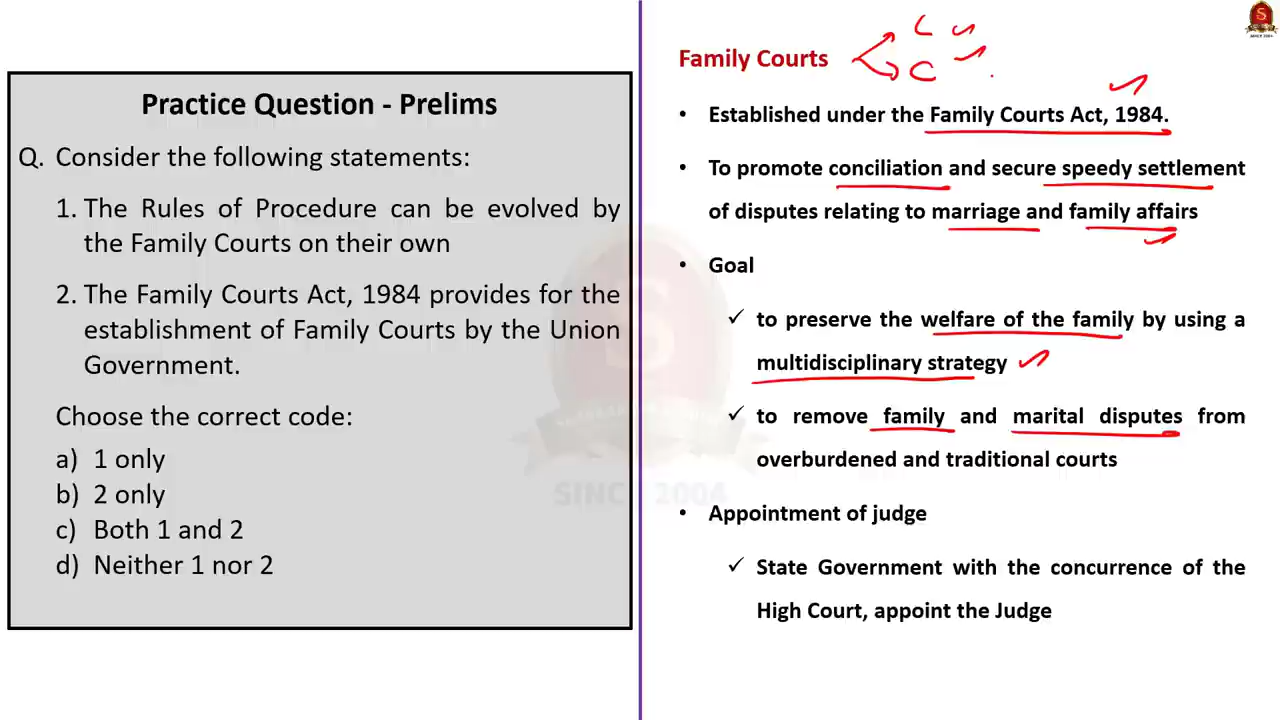 Practice Question - Prelims
Q. Consider the following statements:
1. The Rules of Procedure can be evolved by
the Family Courts on their own
2. The Family Courts Act, 1984 provides for the
establishment of Family Courts by the Union
Government.
Choose the correct code:
a) 1 only
b) 2 only
c) Both 1 and 2
d) Neither 1 nor 2
Family Courts
C
• Established under the Family Courts Act, 1984.
• To promote conciliation and secure speedy settlement
of disputes relating to marriage and family affairs
• Goal
✓ to preserve the welfare of the family by using a
multidisciplinary strategy
✓ to remove family and marital disputes from
overburdened and traditional courts
• Appointment of judge
✓ State Government with the concurrence of the
High Court, appoint the Judge
S
SINCE 2004
S
SINCE 2004